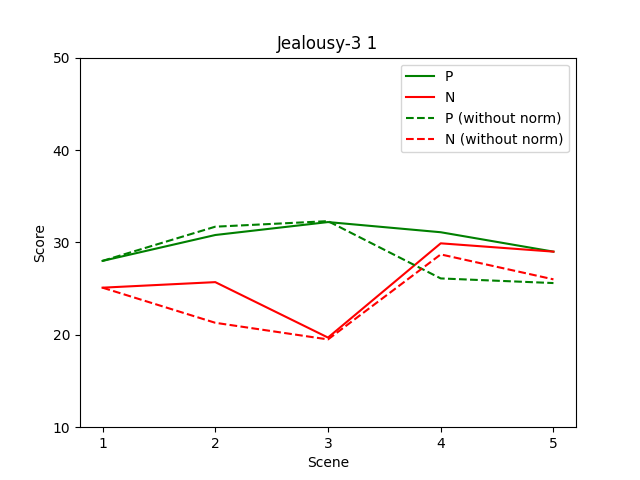 Jealousy-3 1
P
N
P (without norm)
N (without norm)
50
40
30
20
10
Score
1 2 3 4 5
Scene